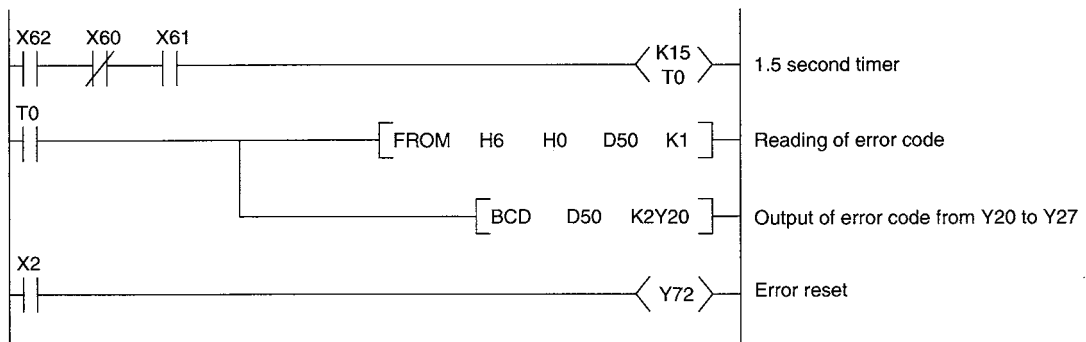 X62 X60 X61
K15
T0
1.5 second timer
T0
FROM H6 H0 D50 K1
Reading of error code
BCD D50 K2Y20
Output of error code from Y20 to Y27
X2
Y72
Error reset